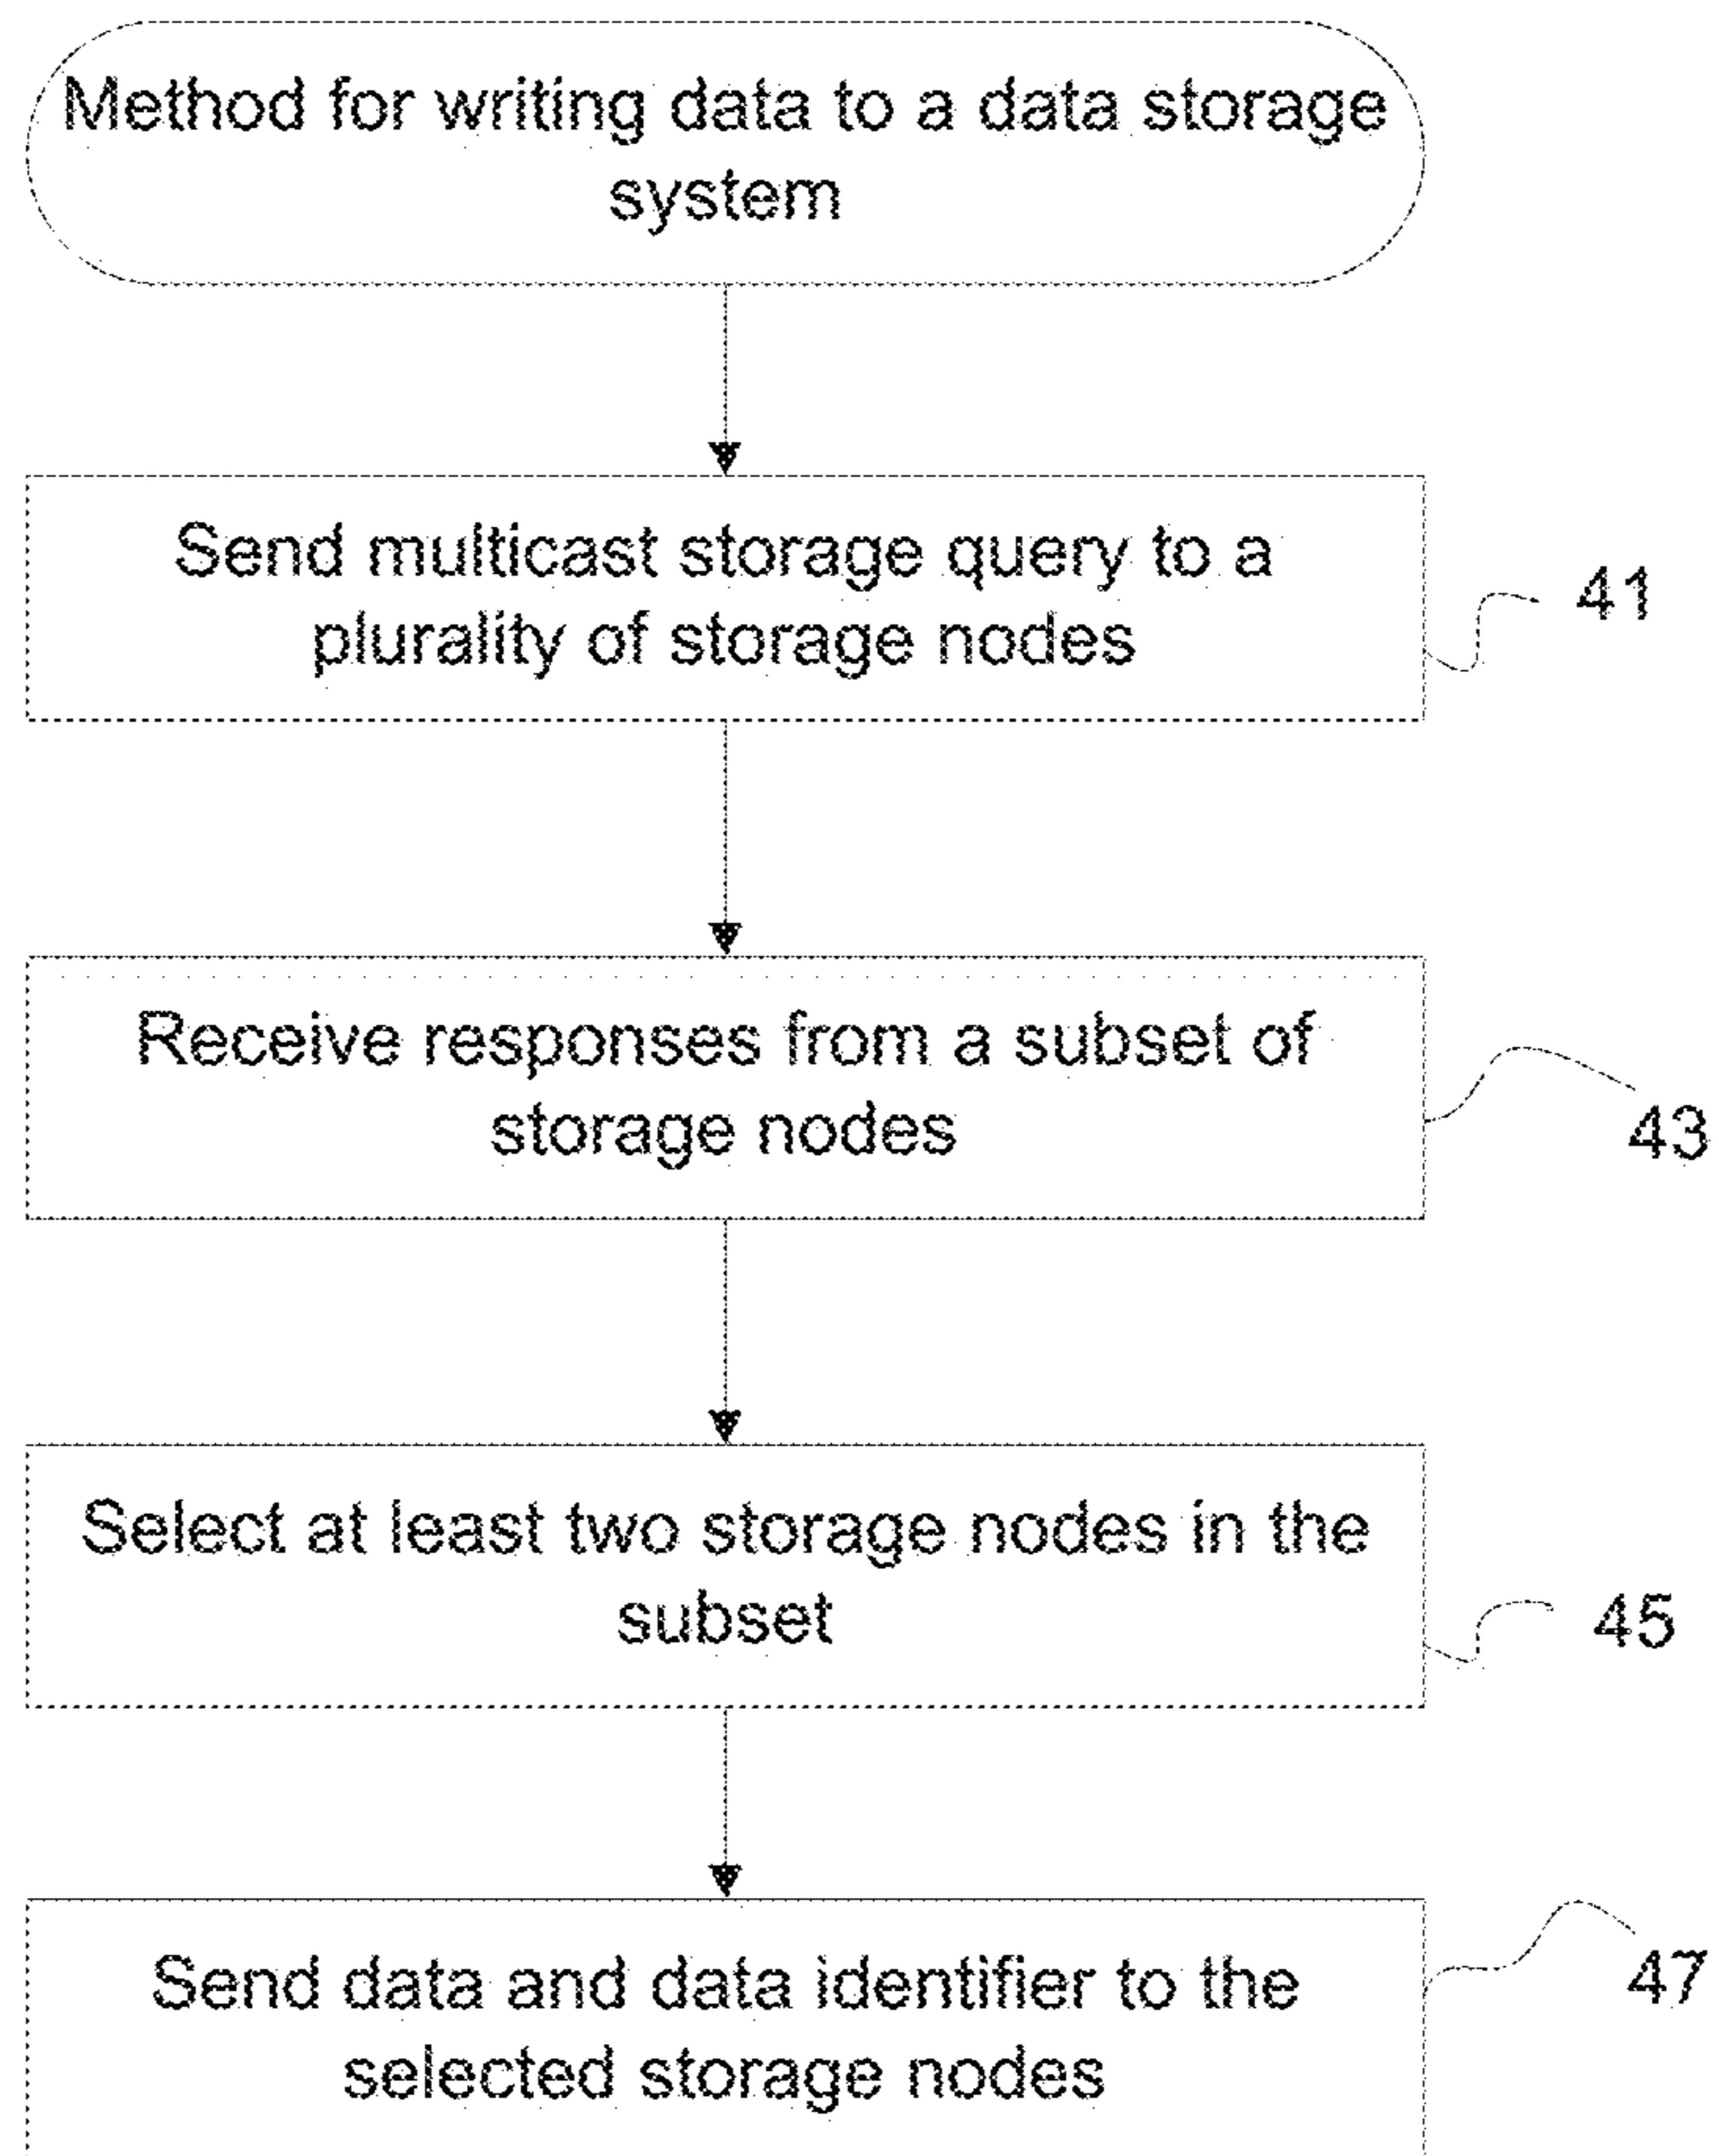 Method for writing data to a data storage
system
Send multicast storage query to a
plurality of storage nodes
41
Receive responses from a subset of
storage nodes
43
Select at least two storage nodes in the
subset
45
Send data and data identifier to the
selected storage nodes
47